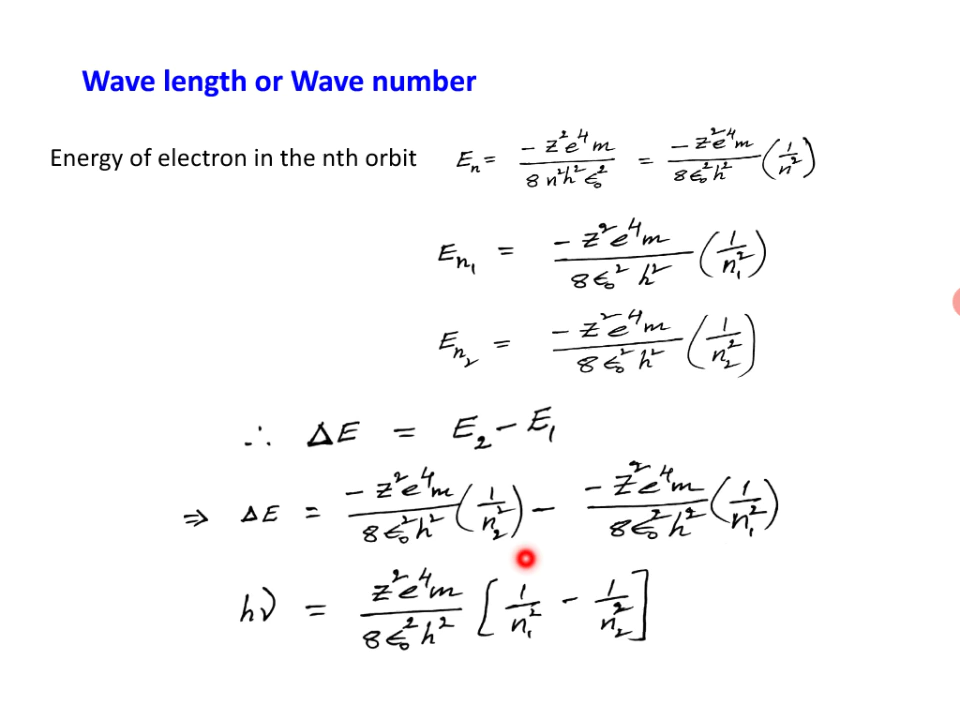 Wave length or Wave number
Energy of electron in the nth orbit Eₙ = -Z²e⁴m / 8n²h²ε₀² = -Z²e⁴m / 8ε₀²h² (1/n²)
Eₙ₁ = -Z²e⁴m / 8ε₀²h² (1/n₁²)
Eₙ₂ = -Z²e⁴m / 8ε₀²h² (1/n₂²)
∴ ΔE = E₂ - E₁
⇒ ΔE = -Z²e⁴m / 8ε₀²h² (1/n₂²) - -Z²e⁴m / 8ε₀²h² (1/n₁²)
hν = Z²e⁴m / 8ε₀²h² [1/n₁² - 1/n₂²]